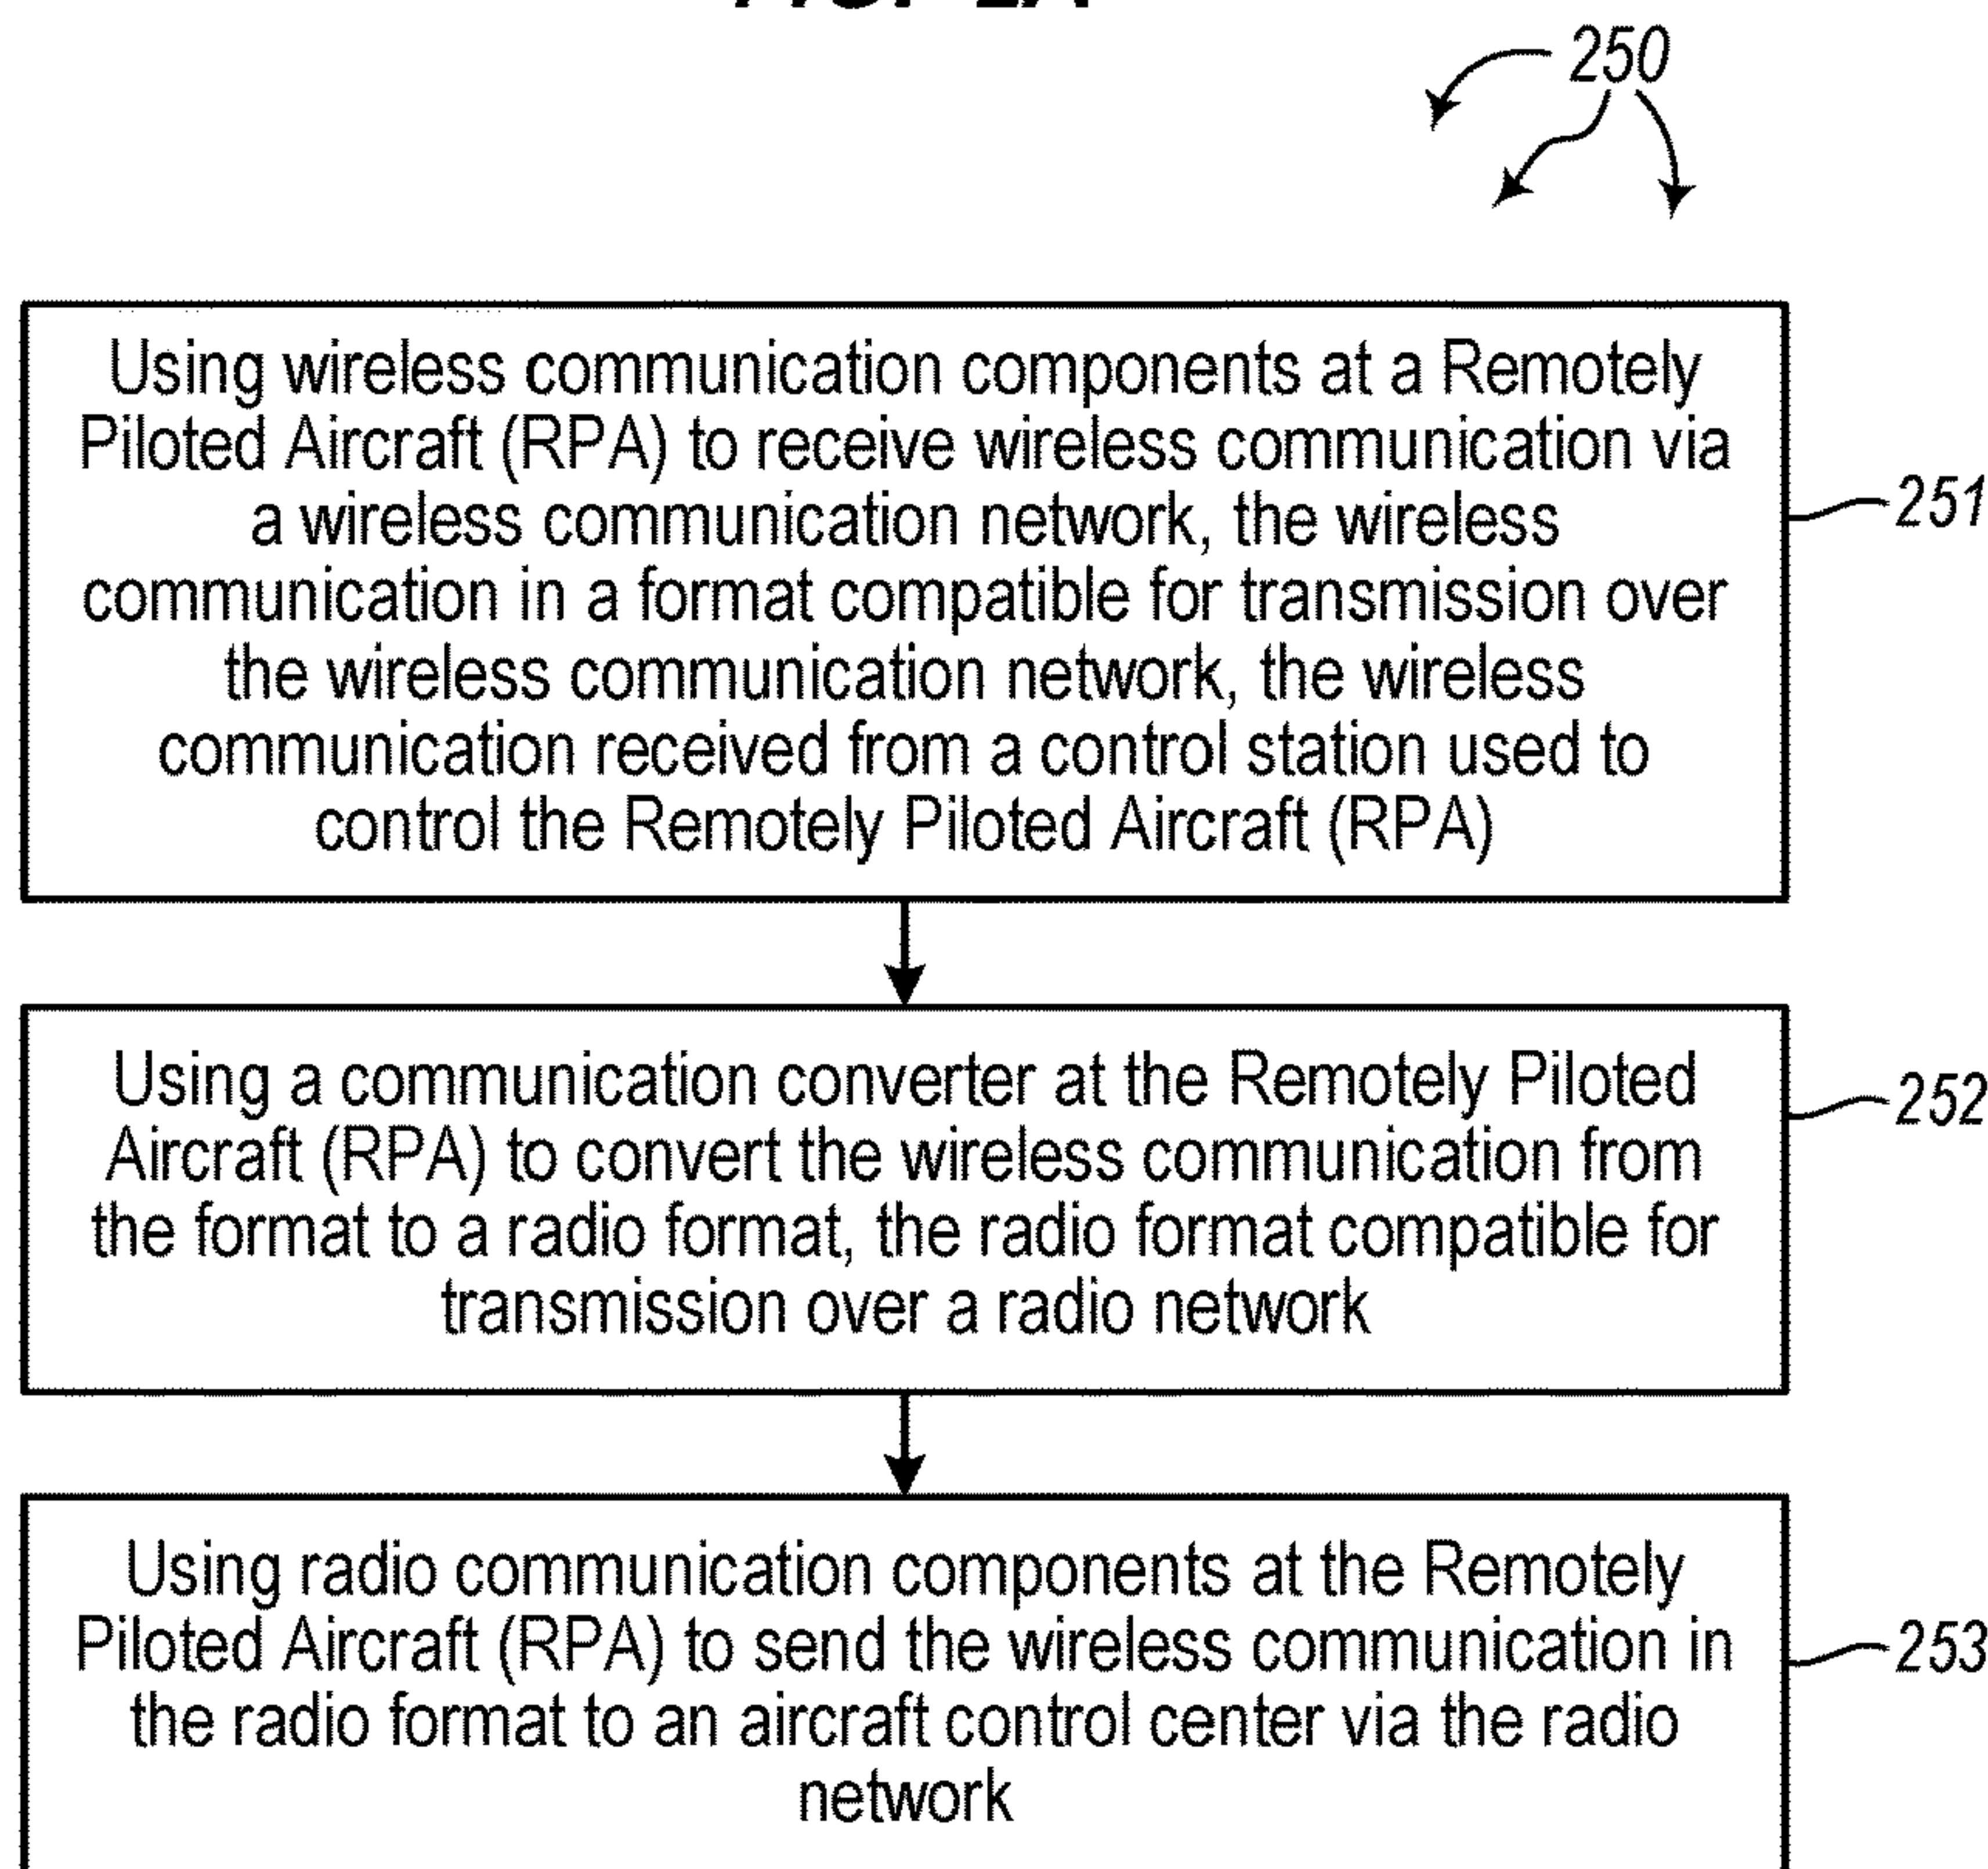 250
Using wireless communication components at a Remotely
Piloted Aircraft (RPA) to receive wireless communication via
a wireless communication network, the wireless
communication in a format compatible for transmission over
the wireless communication network, the wireless
communication received from a control station used to
control the Remotely Piloted Aircraft (RPA)
251
Using a communication converter at the Remotely Piloted
Aircraft (RPA) to convert the wireless communication from
the format to a radio format, the radio format compatible for
transmission over a radio network
252
Using radio communication components at the Remotely
Piloted Aircraft (RPA) to send the wireless communication in
the radio format to an aircraft control center via the radio
network
253